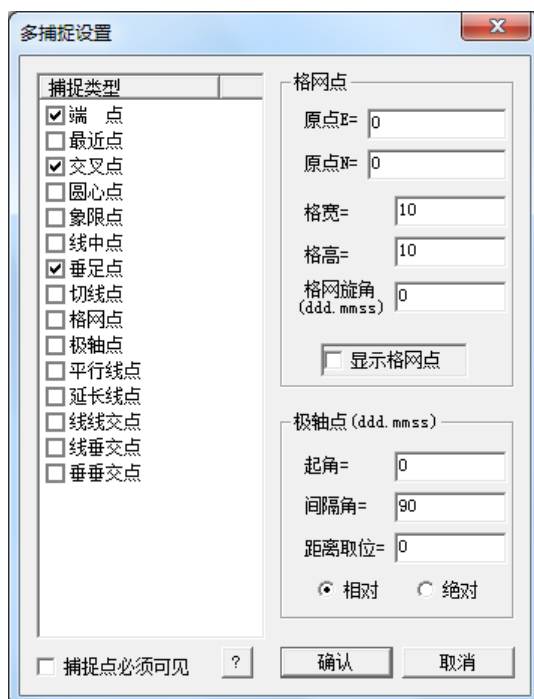 多捕捉设置
捕捉类型
端 点
最近点
交叉点
圆心点
象限点
线中点
垂足点
切线点
格网点
极轴点
平行线点
延长线点
线线交点
线垂交点
垂垂交点
捕捉点必须可见
?
格网点
原点E= 0
原点N= 0
格宽= 10
格高= 10
格网旋角 0
(ddd.mmss)
显示格网点
极轴点(ddd.mmss)
起角= 0
间隔角= 90
距离取位= 0
相对 绝对
确认 取消